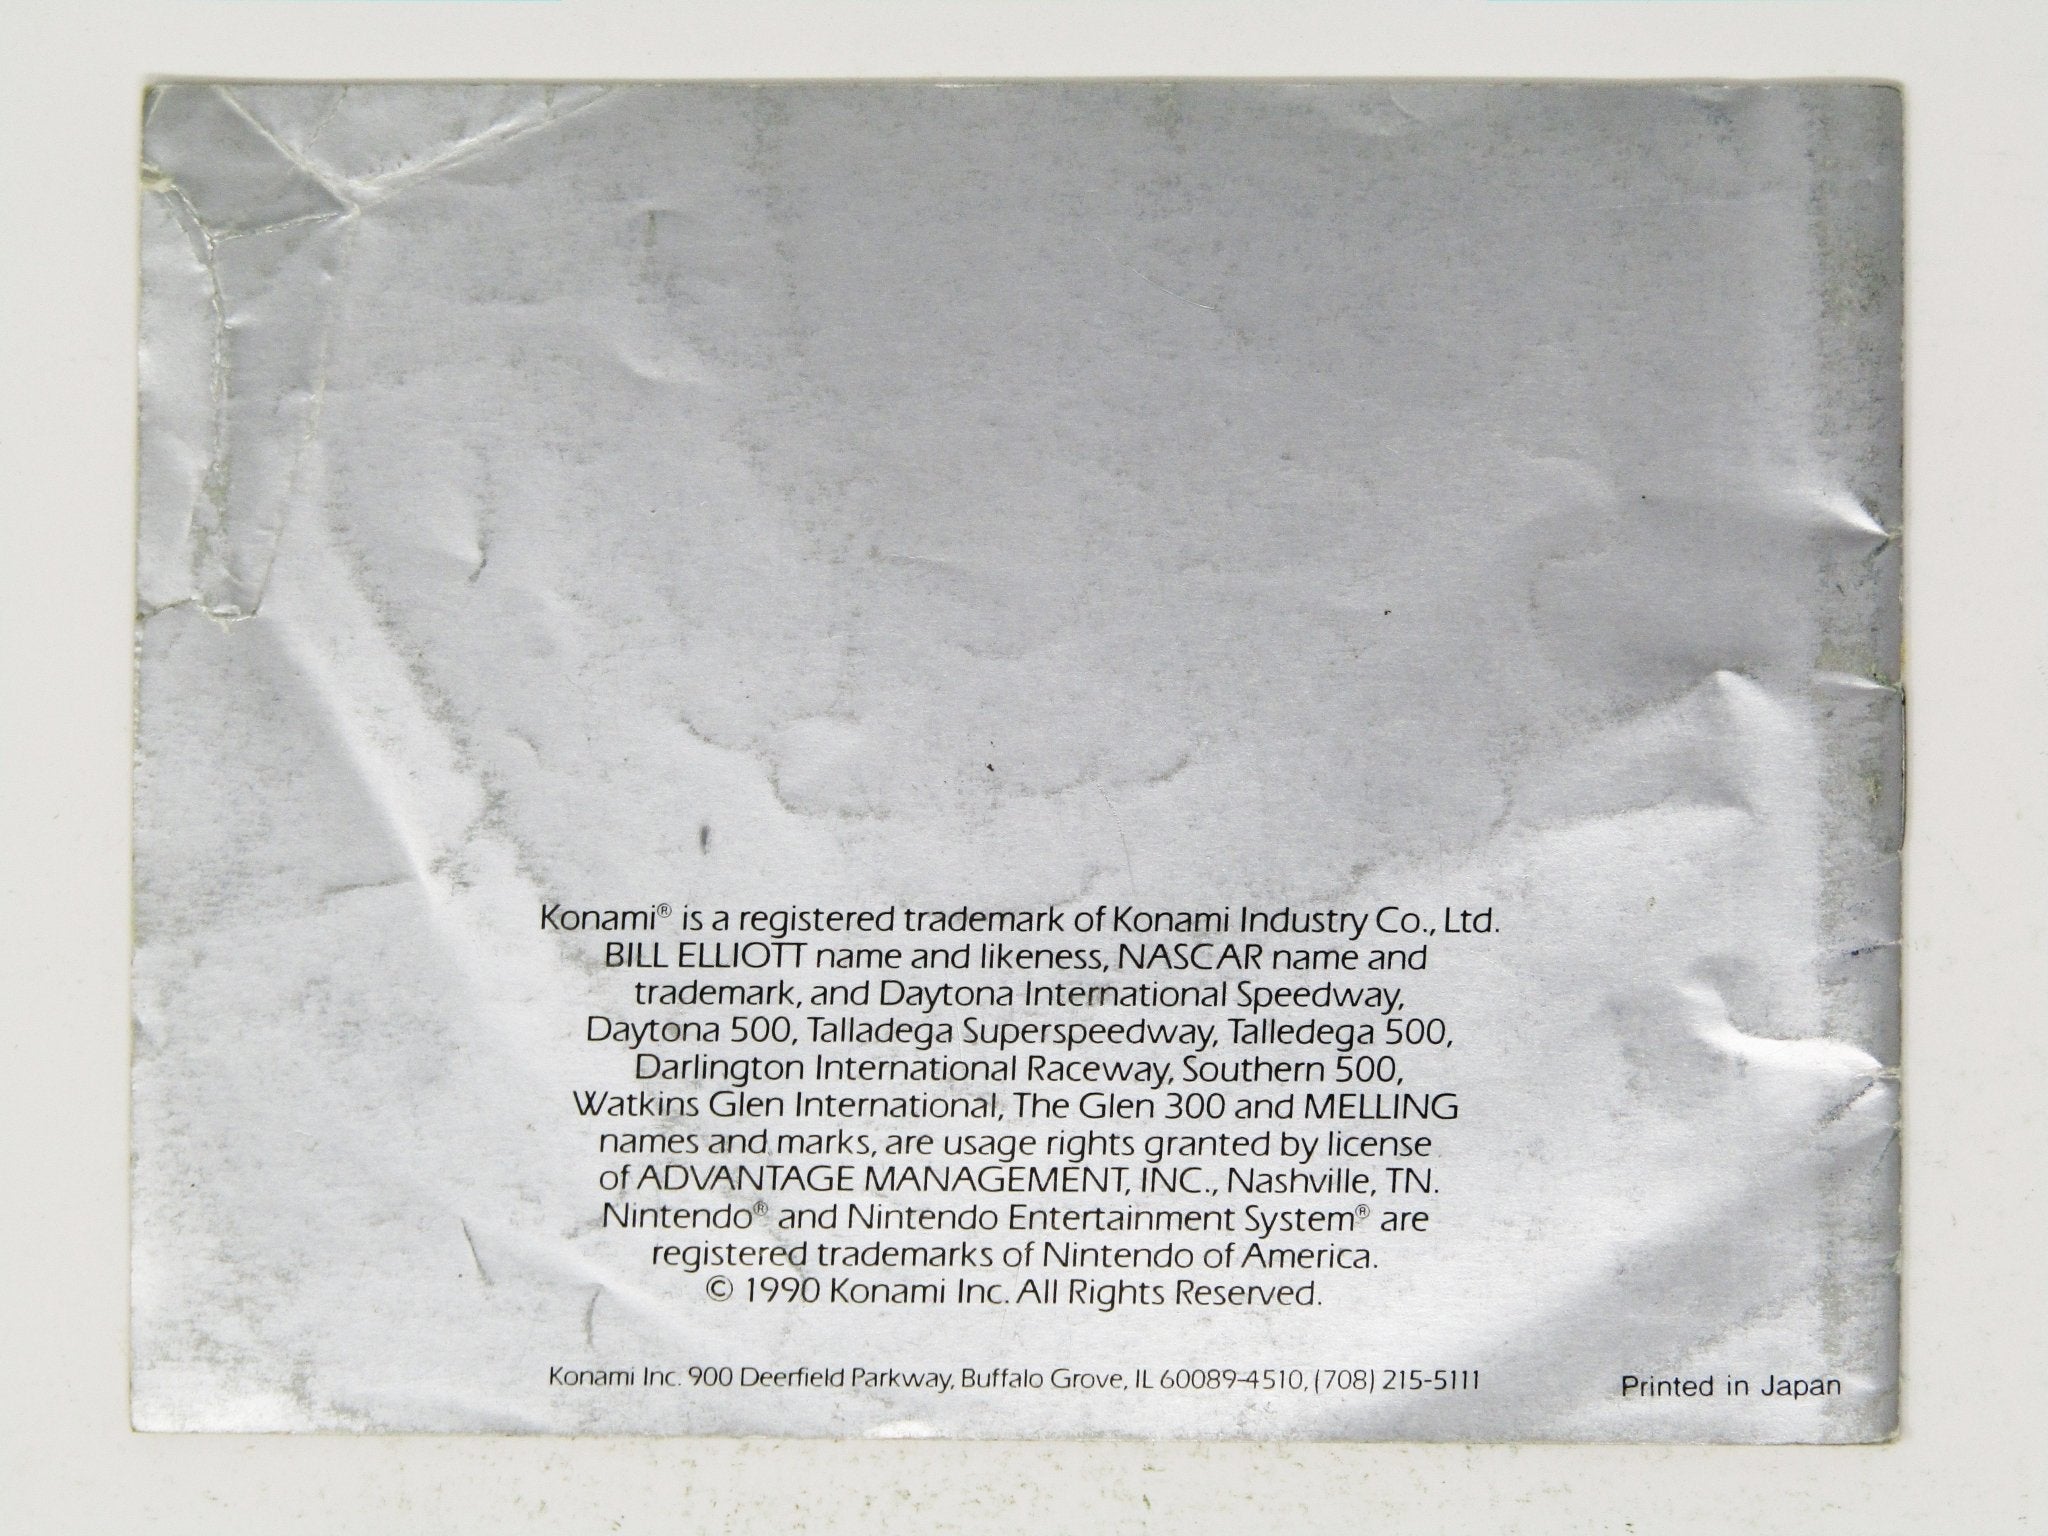 Konami® is a registered trademark of Konami Industry Co., Ltd.
BILL ELLIOTT name and likeness, NASCAR name and
trademark, and Daytona International Speedway,
Daytona 500, Talladega Superspeedway, Talledega 500,
Darlington International Raceway, Southern 500,
Watkins Glen International, The Glen 300 and MELLING
names and marks, are usage rights granted by license
of ADVANTAGE MANAGEMENT, INC., Nashville, TN.
Nintendo® and Nintendo Entertainment System® are
registered trademarks of Nintendo of America.
© 1990 Konami Inc. All Rights Reserved.
Konami Inc. 900 Deerfield Parkway, Buffalo Grove, IL 60089-4510, (708) 215-5111
Printed in Japan